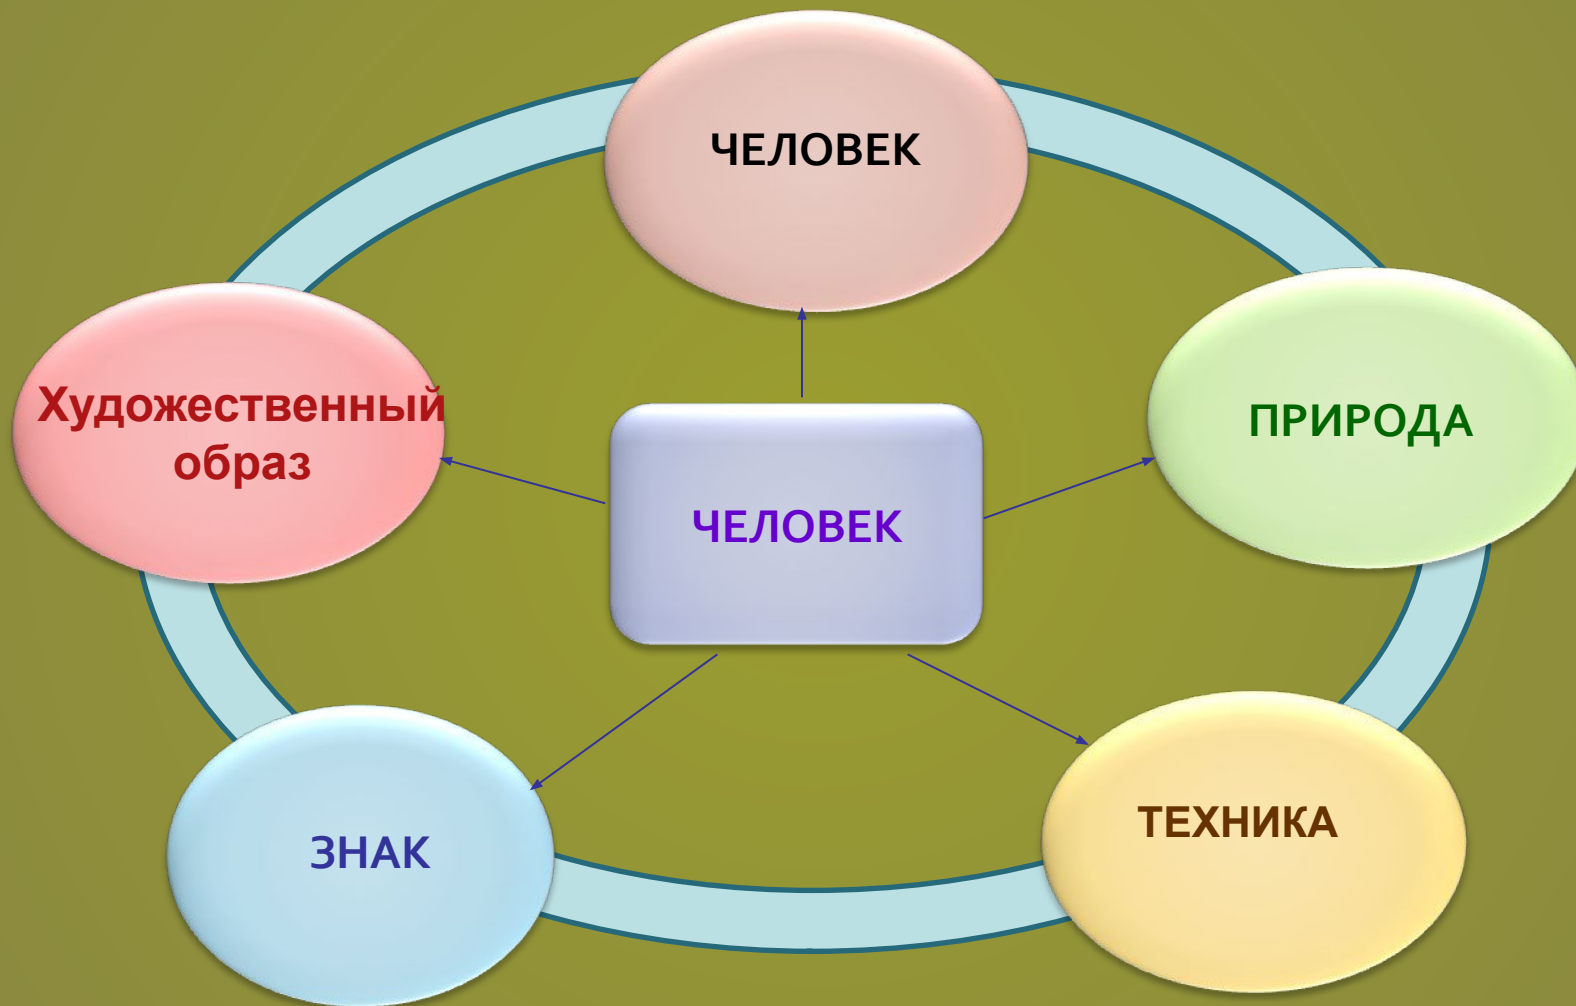 ЧЕЛОВЕК
Художественный
образ
ПРИРОДА
ЧЕЛОВЕК
ЗНАК
ТЕХНИКА